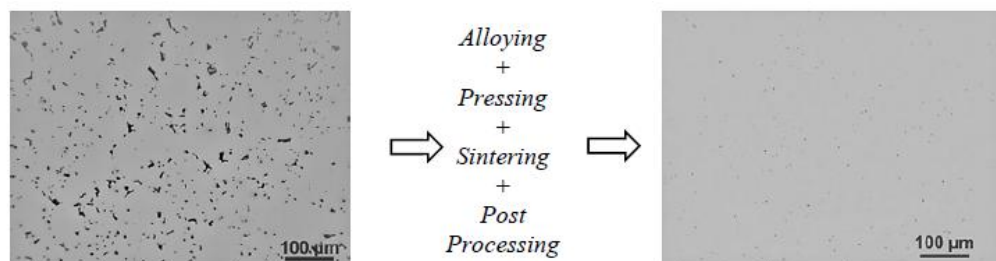 100 µm
Alloying
+
Pressing
+
Sintering
+
Post
Processing
100 µm